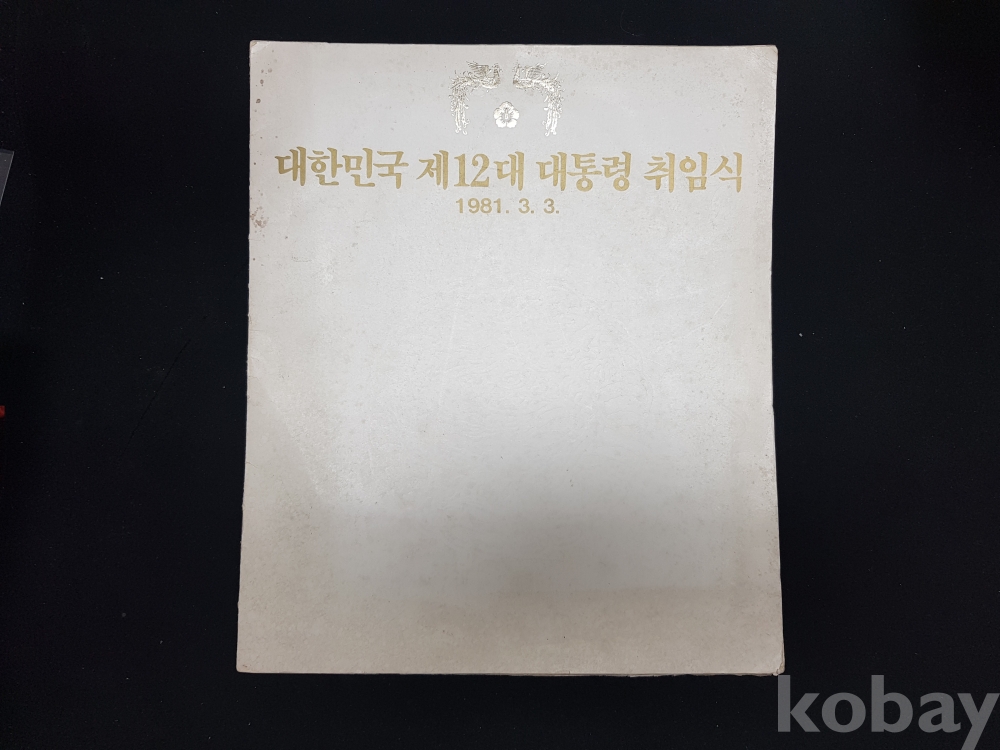 대한민국 제12대 대통령 취임식
1981. 3. 3.
kobay